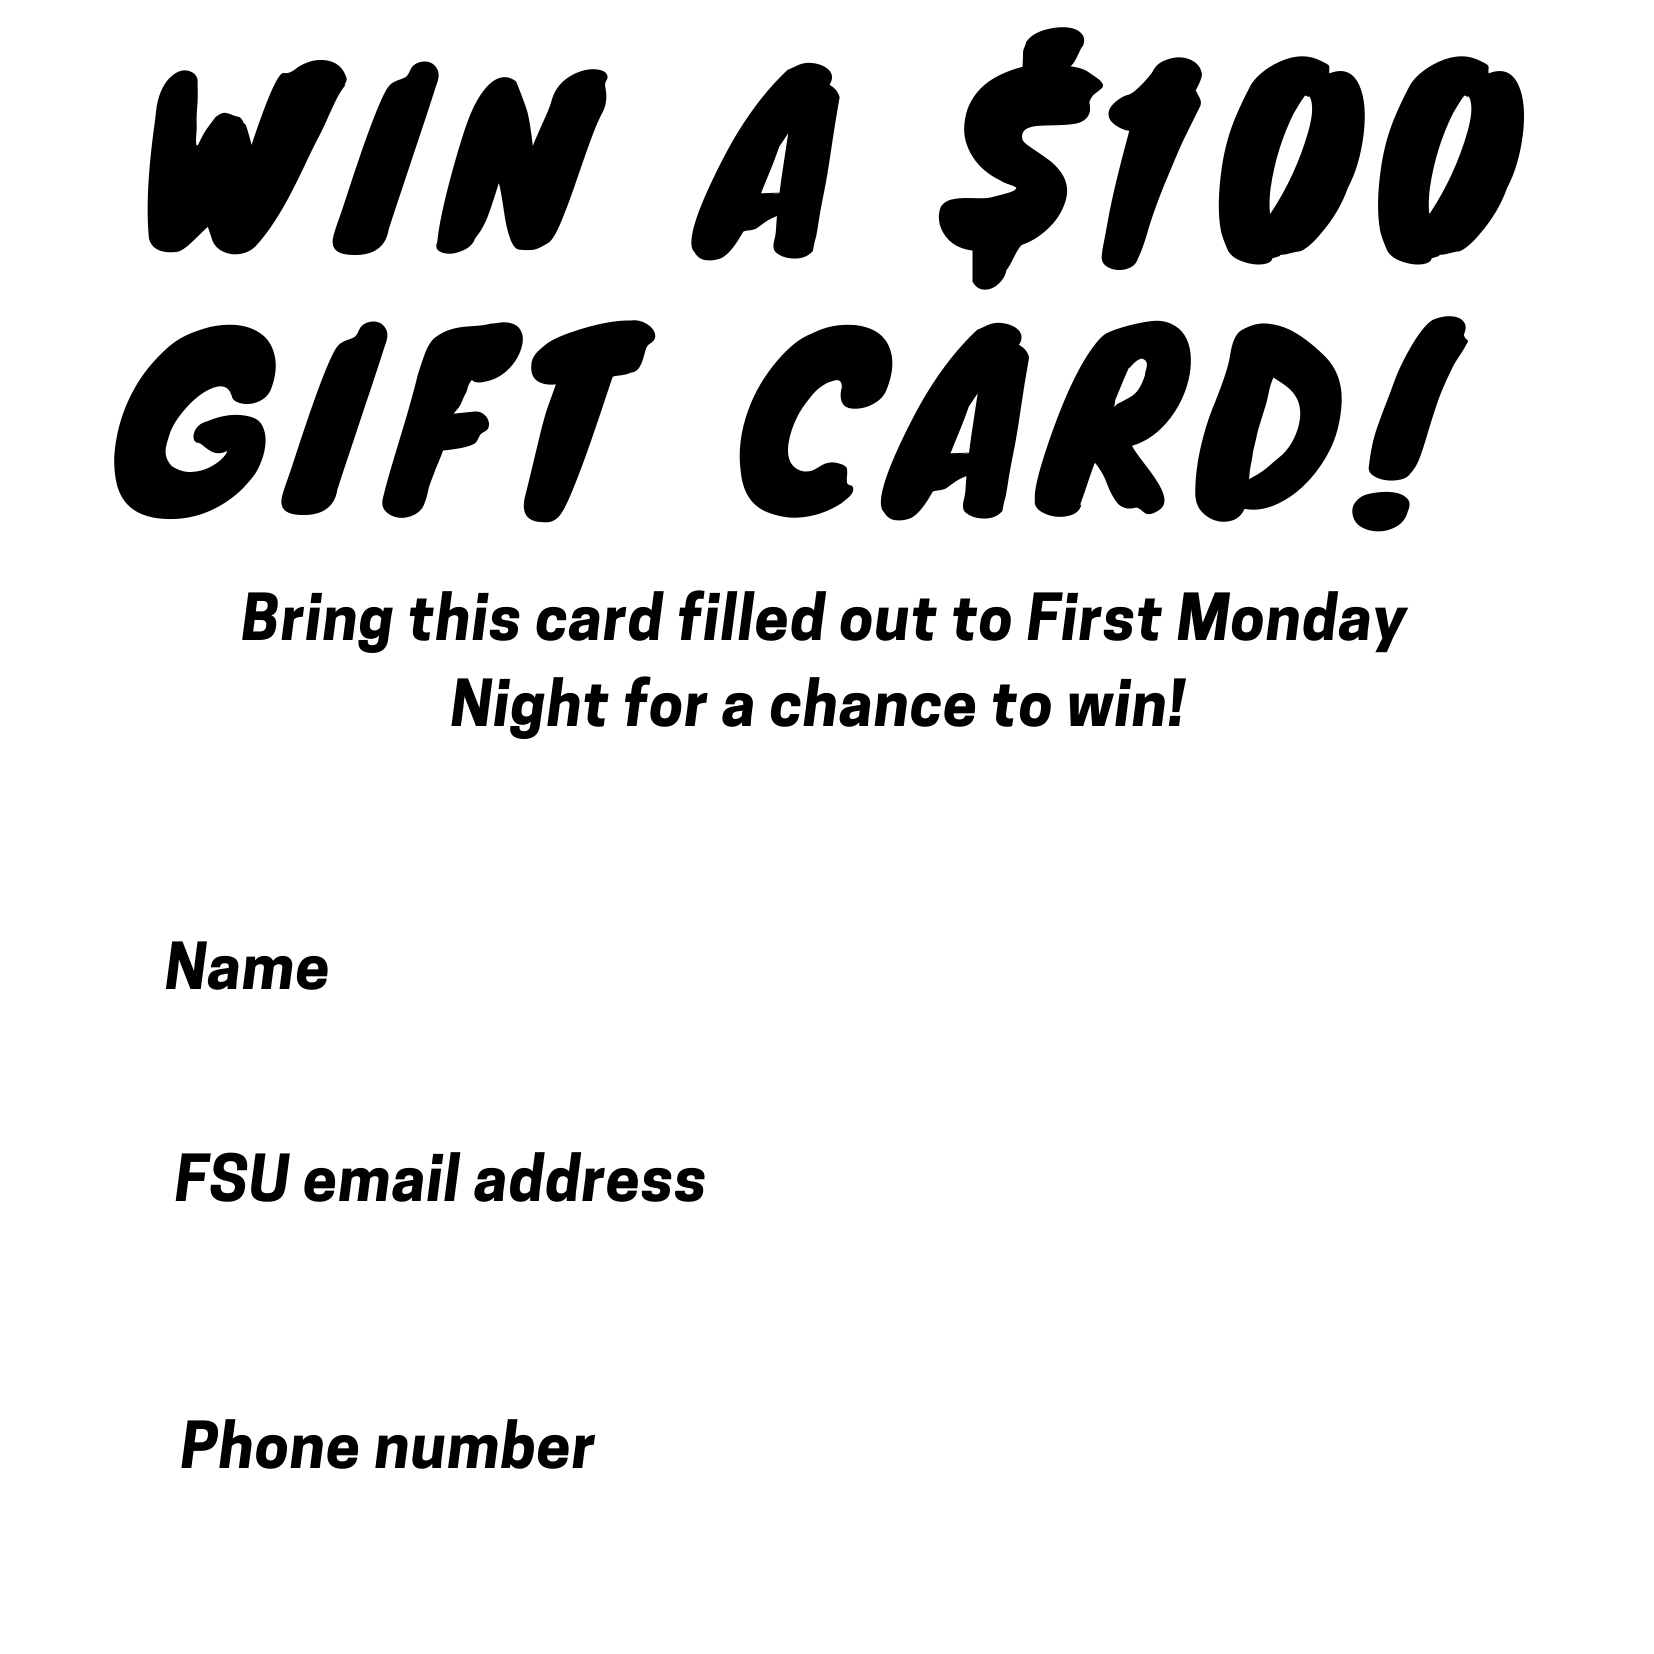 WIN A $100
GIFT CARD!
Bring this card filled out to First Monday
Night for a chance to win!
Name
FSU email address
Phone number